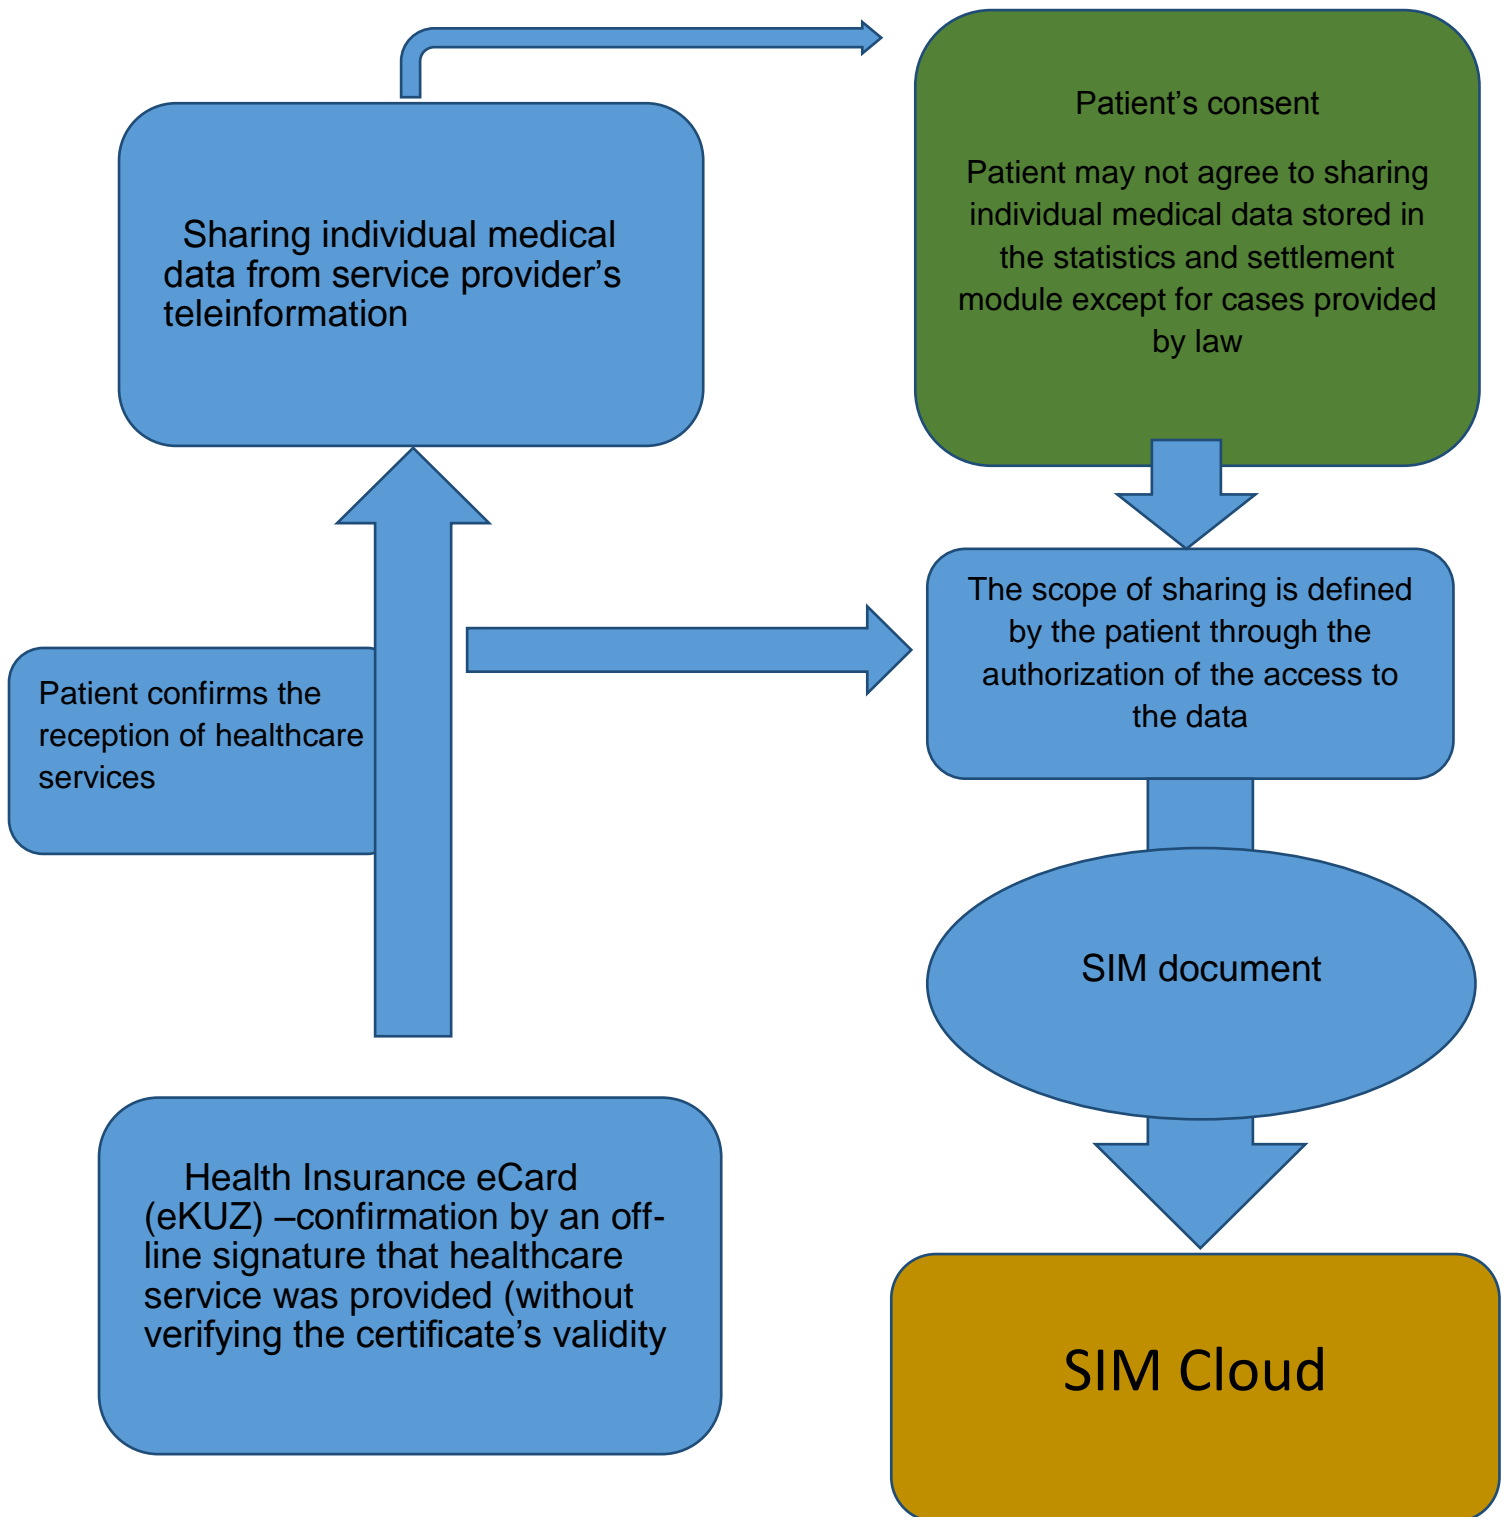 Patient’s consent
Patient may not agree to sharing
individual medical data stored in
the statistics and settlement
module except for cases provided
by law
Sharing individual medical
data from service provider’s
teleinformation
The scope of sharing is defined
by the patient through the
authorization of the access to
the data
Patient confirms the
reception of healthcare
services
SIM document
Health Insurance eCard
(eKUZ) –confirmation by an off-
line signature that healthcare
service was provided (without
verifying the certificate’s validity
SIM Cloud